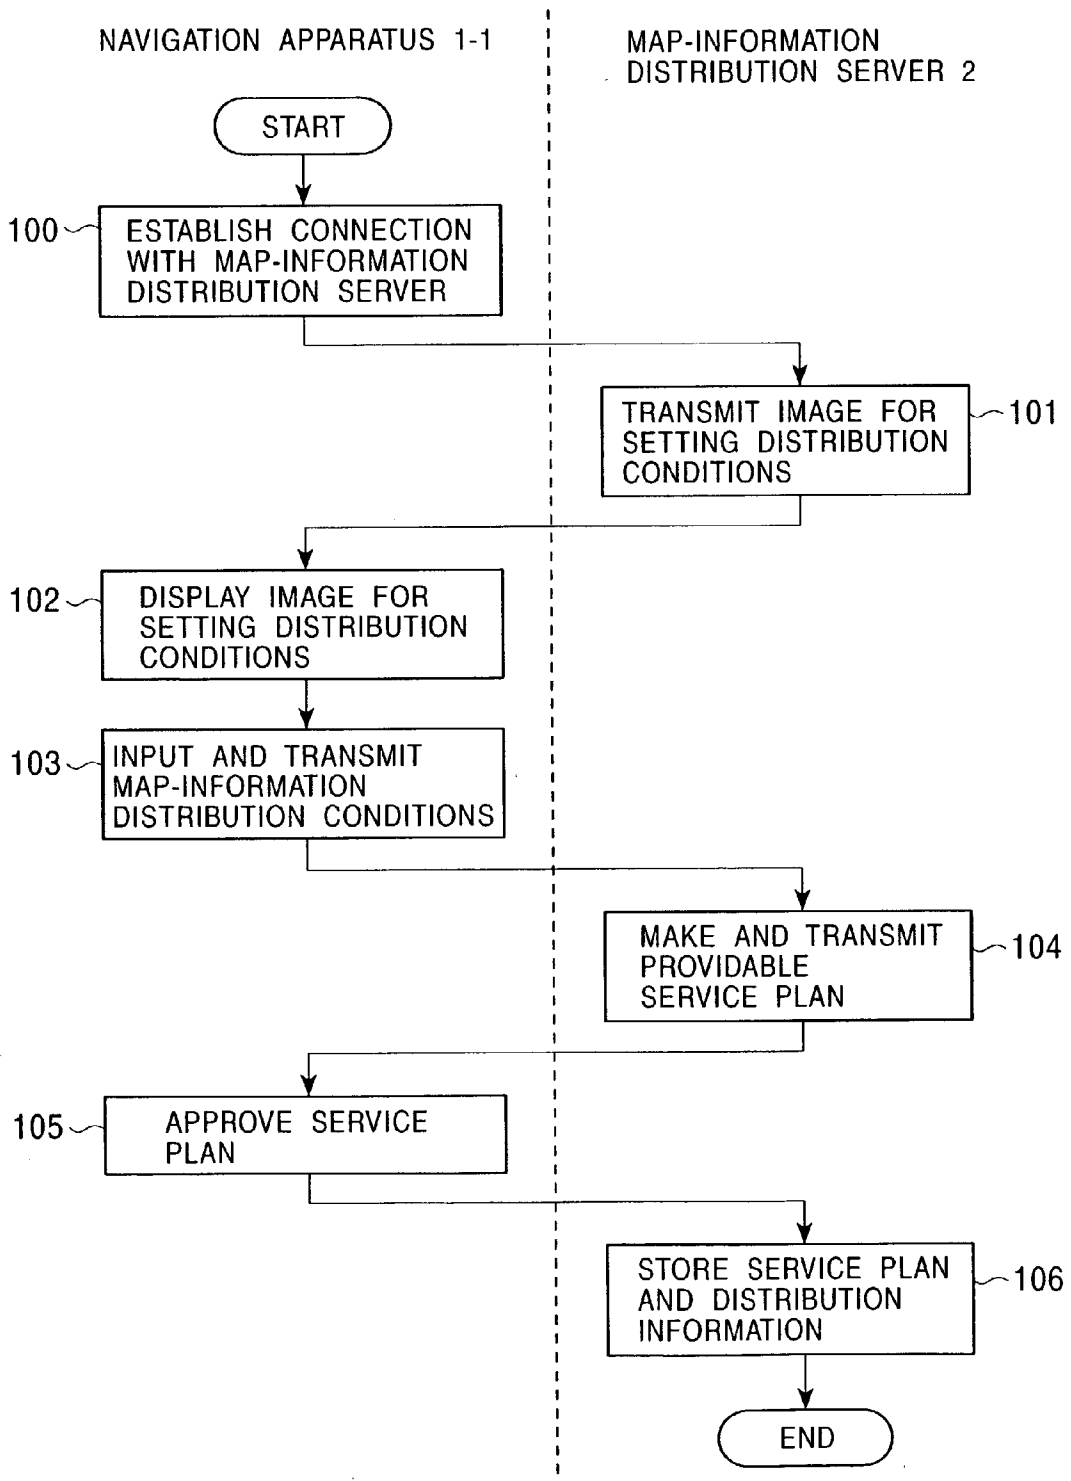 NAVIGATION APPARATUS 1-1
MAP-INFORMATION
DISTRIBUTION SERVER 2
START
100
ESTABLISH CONNECTION
WITH MAP-INFORMATION
DISTRIBUTION SERVER
TRANSMIT IMAGE FOR
SETTING DISTRIBUTION
CONDITIONS
101
102
DISPLAY IMAGE FOR
SETTING DISTRIBUTION
CONDITIONS
103
INPUT AND TRANSMIT
MAP-INFORMATION
DISTRIBUTION CONDITIONS
MAKE AND TRANSMIT
PROVIDABLE
SERVICE PLAN
104
105
APPROVE SERVICE
PLAN
STORE SERVICE PLAN
AND DISTRIBUTION
INFORMATION
106
END